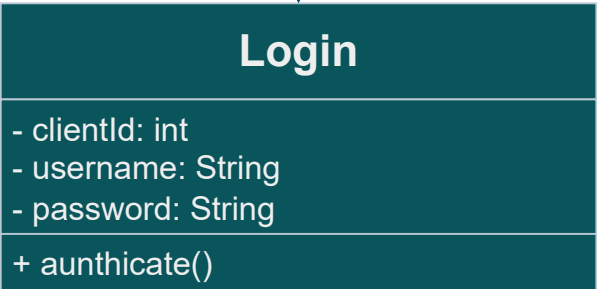 Login
- clientId: int
- username: String
- password: String
+ aunthicate()